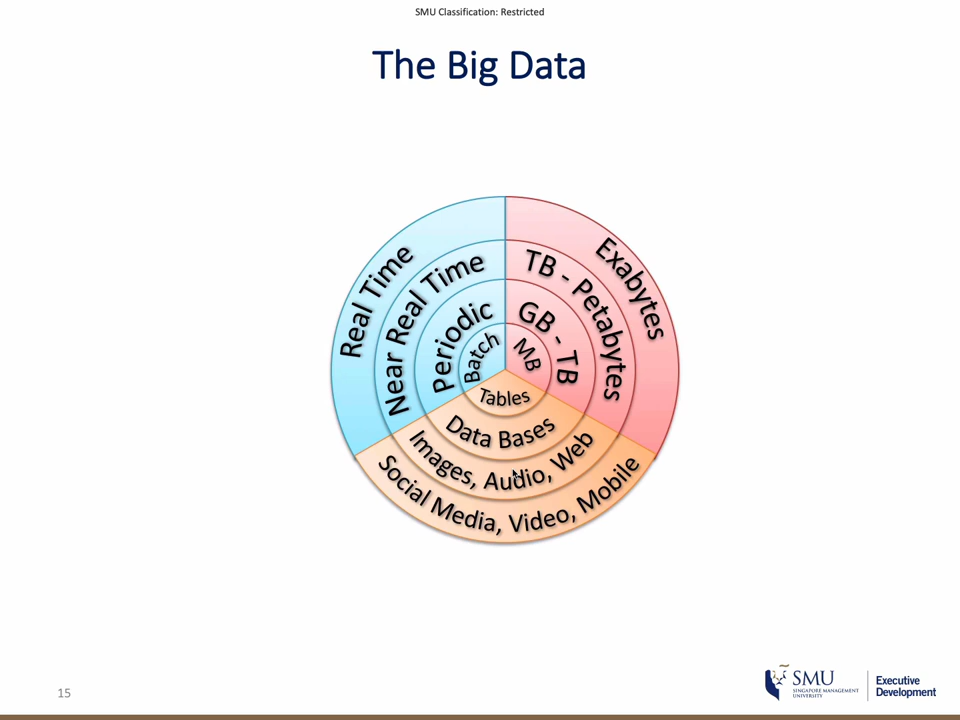 SMU Classification: Restricted
The Big Data
Real Time
Near Real Time
Periodic
Batch
Exabytes
TB - Petabytes
GB - TB
MB
Tables
Data Bases
Images, Audio, Web
Social Media, Video, Mobile
15
SMU
SINGAPORE MANAGEMENT
UNIVERSITY
Executive
Development